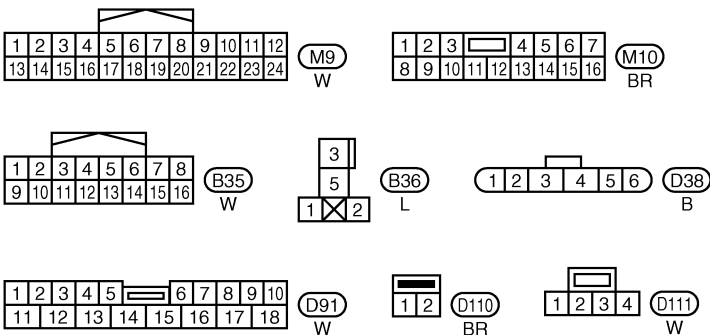 1 2 3 4 5 6 7 8 9 10 11 12
13 14 15 16 17 18 19 20 21 22 23 24
M9
W
1 2 3 4 5 6 7
8 9 10 11 12 13 14 15 16
M10
BR
1 2 3 4 5 6 7 8
9 10 11 12 13 14 15 16
B35
W
3
5
1 2
B36
L
1 2 3 4 5 6
D38
B
1 2 3 4 5 6 7 8 9 10
11 12 13 14 15 16 17 18
D91
W
1 2
D110
BR
1 2 3 4
D111
W